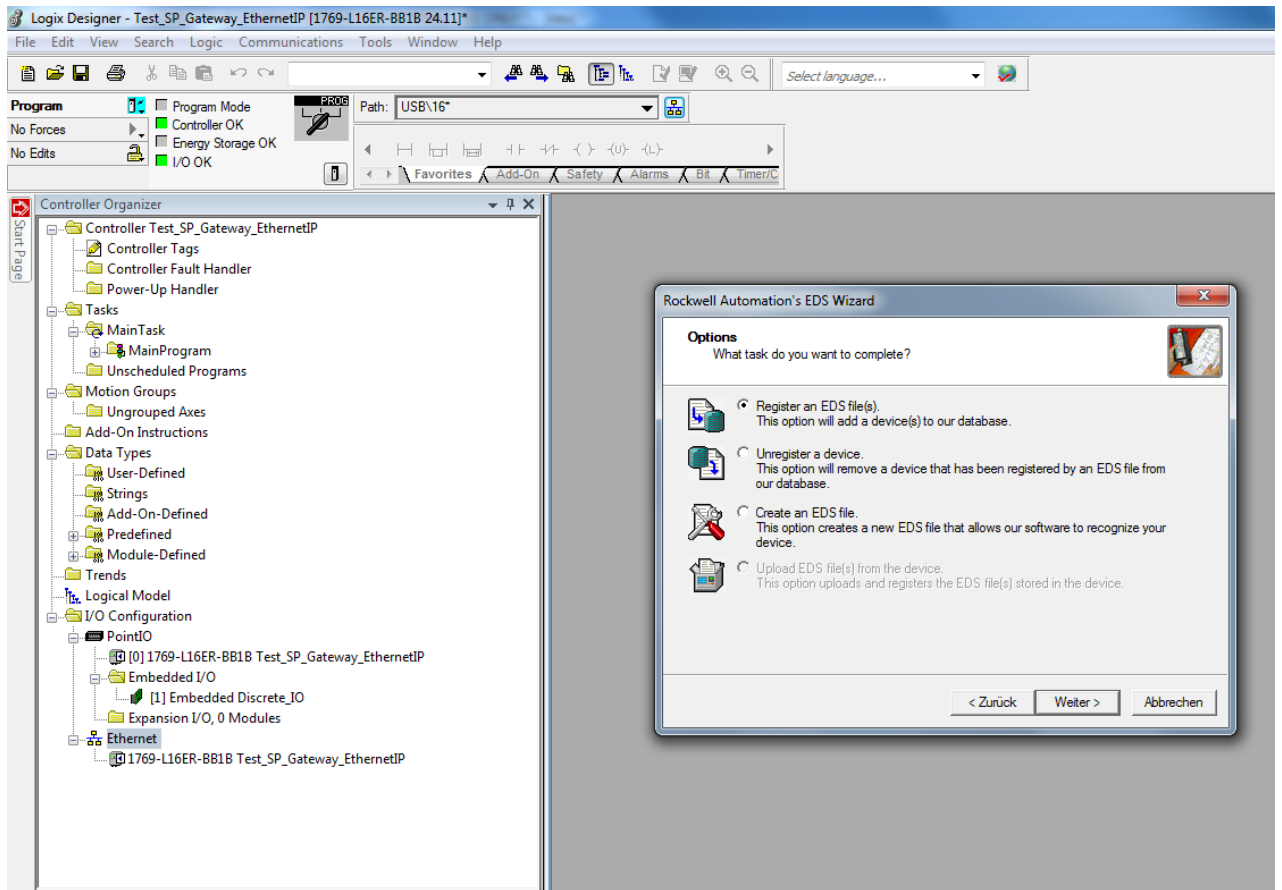 Logix Designer - Test_SP_Gateway_EthernetIP [1769-L16ER-BB1B 24.11]*
File Edit View Search Logic Communications Tools Window Help
Select language...
Program
Program Mode
PROG
Path: USB\16*
No Forces
Controller OK
Energy Storage OK
No Edits
I/O OK
Favorites Add-On Safety Alarms Bit Timer/C
Start Page
Controller Organizer
Controller Test_SP_Gateway_EthernetIP
Controller Tags
Controller Fault Handler
Power-Up Handler
Tasks
MainTask
MainProgram
Unscheduled Programs
Motion Groups
Ungrouped Axes
Add-On Instructions
Data Types
User-Defined
Strings
Add-On-Defined
Predefined
Module-Defined
Trends
Logical Model
I/O Configuration
PointIO
[0] 1769-L16ER-BB1B Test_SP_Gateway_EthernetIP
Embedded I/O
[1] Embedded Discrete_IO
Expansion I/O, 0 Modules
Ethernet
1769-L16ER-BB1B Test_SP_Gateway_EthernetIP
Rockwell Automation's EDS Wizard
Options
What task do you want to complete?
Register an EDS file(s).
This option will add a device(s) to our database.
Unregister a device.
This option will remove a device that has been registered by an EDS file from
our database.
Create an EDS file.
This option creates a new EDS file that allows our software to recognize your
device.
Upload EDS file(s) from the device.
This option uploads and registers the EDS file(s) stored in the device.
< Zurück Weiter > Abbrechen